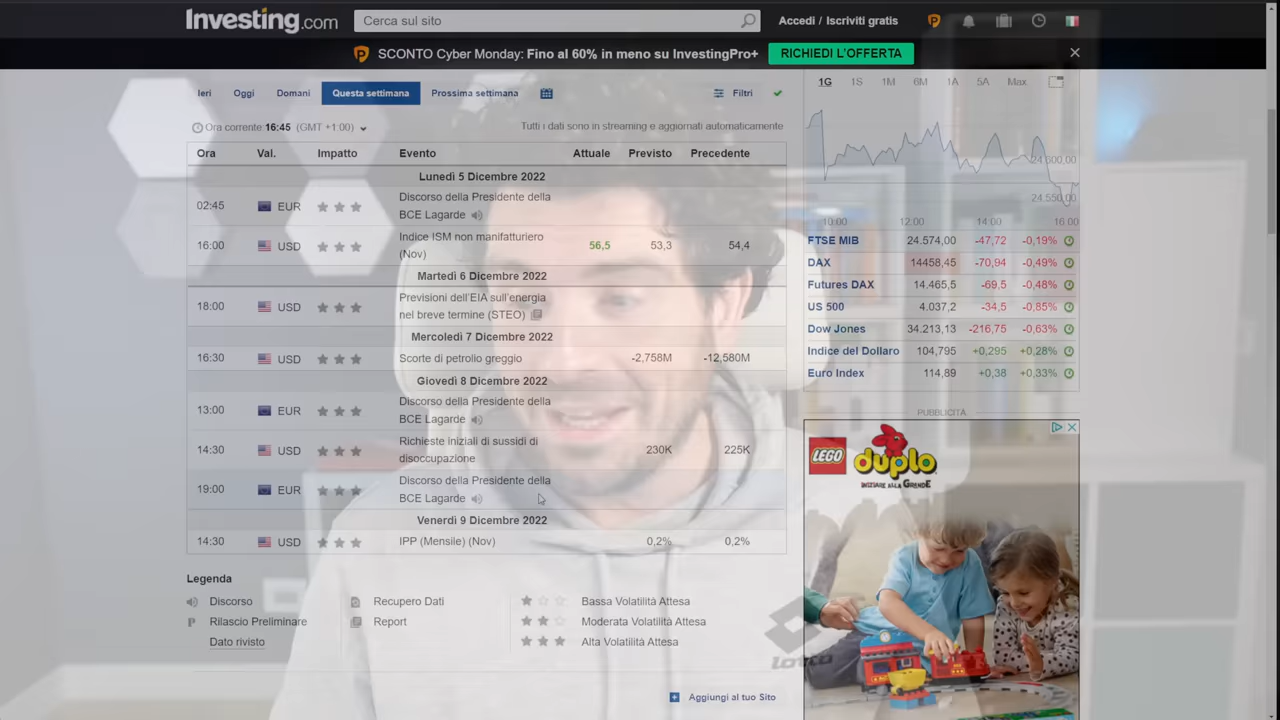 Investing.com
Cerca sul sito
Accedi / Iscriviti gratis
SCONTO Cyber Monday: Fino al 60% in meno su InvestingPro+
RICHIEDI L'OFFERTA
Ieri Oggi Domani Questa settimana Prossima settimana Filtri
Ora corrente 16:45 (GMT +1:00)
Tutti i dati sono in streaming e aggiornati automaticamente
Ora Val. Impatto Evento Attuale Previsto Precedente
Lunedì 5 Dicembre 2022
02:45 EUR Discorso della Presidente della
BCE Lagarde
16:00 USD Indice ISM non manifatturiero
(Nov) 56,5 53,3 54,4
Martedì 6 Dicembre 2022
18:00 USD Previsioni dell'EIA sull'energia
nel breve termine (STEO)
Mercoledì 7 Dicembre 2022
16:30 USD Scorte di petrolio greggio -2,758M -12,580M
Giovedì 8 Dicembre 2022
13:00 EUR Discorso della Presidente della
BCE Lagarde
14:30 USD Richieste iniziali di sussidi di
disoccupazione 230K 225K
19:00 EUR Discorso della Presidente della
BCE Lagarde
Venerdì 9 Dicembre 2022
14:30 USD IPP (Mensile) (Nov) 0,2% 0,2%
Legenda
Discorso
Rilascio Preliminare
Dato rivisto
Recupero Dati
Report
Bassa Volatilità Attesa
Moderata Volatilità Attesa
Alta Volatilità Attesa
Aggiungi al tuo Sito
1G 1S 1M 6M 1A 5A Max
24.600,00
24.550,00
10:00 12:00 14:00 16:00
FTSE MIB 24.574,00 -47,72 -0,19%
DAX 14458,45 -70,94 -0,49%
Futures DAX 14.465,5 -69,5 -0,48%
US 500 4.037,2 -34,5 -0,85%
Dow Jones 34.213,13 -216,75 -0,63%
Indice del Dollaro 104,795 +0,295 +0,28%
Euro Index 114,89 +0,38 +0,33%
PUBBLICITÀ
LEGO duplo
INIZIARE ALLA GRANDE
lotto